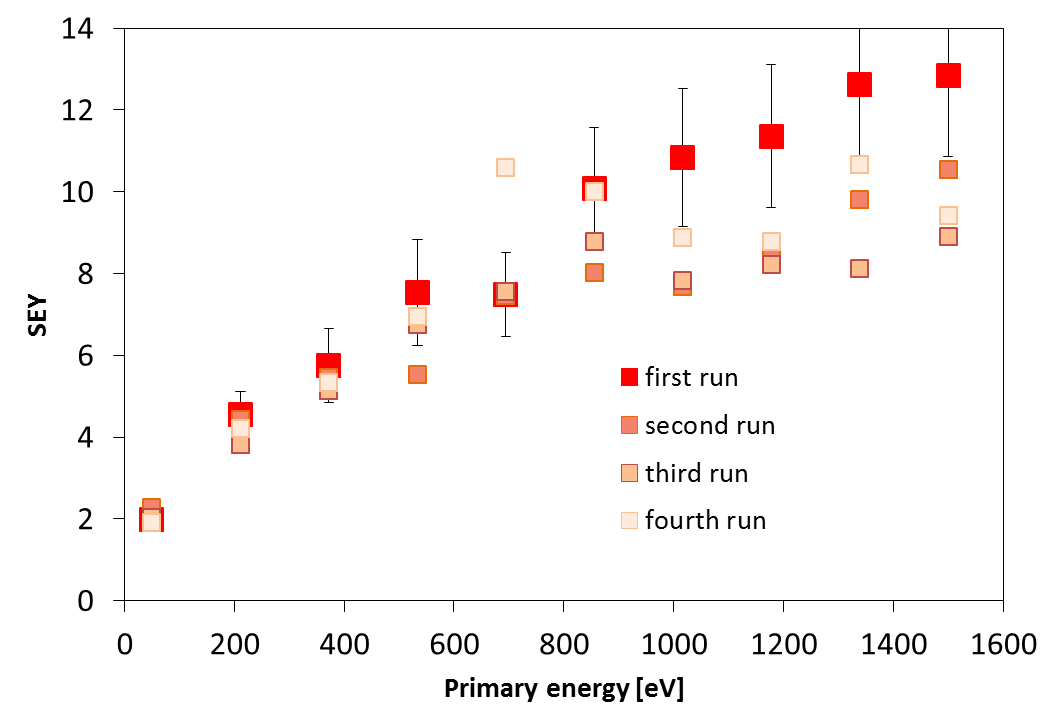 14
12
10
8
6
4
2
0
SEY
first run
second run
third run
fourth run
0 200 400 600 800 1000 1200 1400 1600
Primary energy [eV]